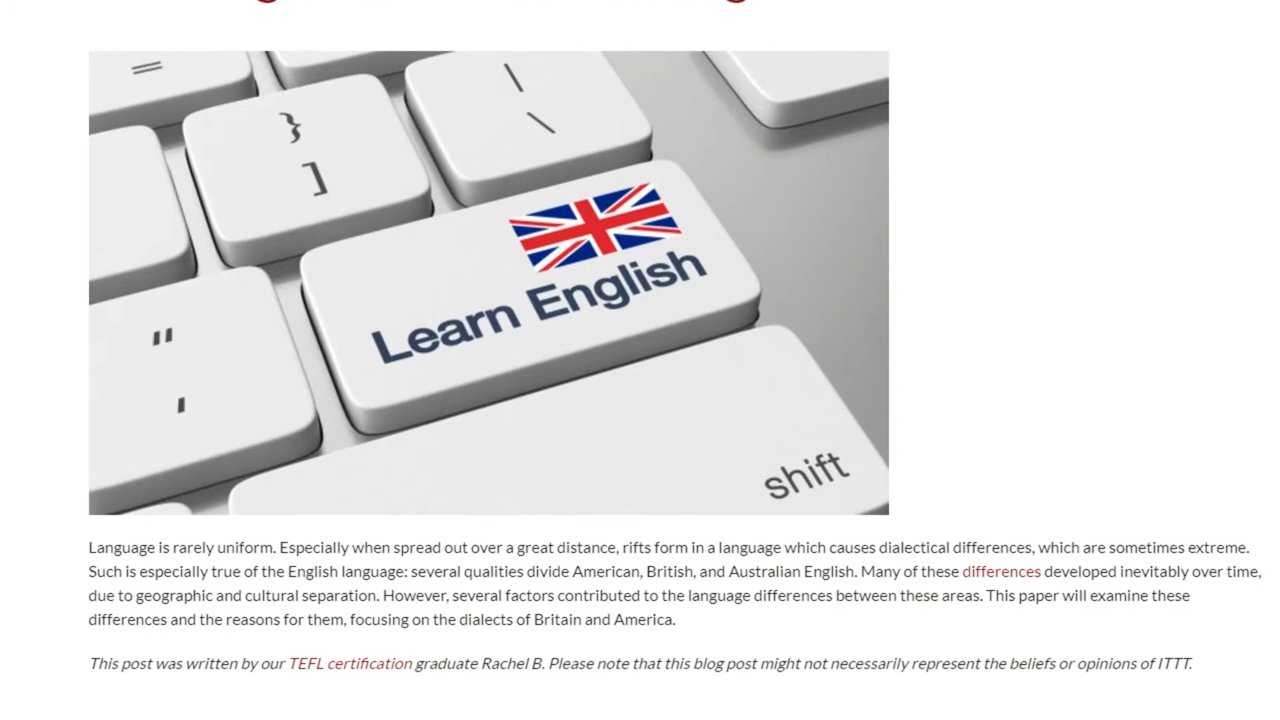 =
}
]
|
\
Learn English
"
'
shift
Language is rarely uniform. Especially when spread out over a great distance, rifts form in a language which causes dialectical differences, which are sometimes extreme.
Such is especially true of the English language: several qualities divide American, British, and Australian English. Many of these differences developed inevitably over time,
due to geographic and cultural separation. However, several factors contributed to the language differences between these areas. This paper will examine these
differences and the reasons for them, focusing on the dialects of Britain and America.
This post was written by our TEFL certification graduate Rachel B. Please note that this blog post might not necessarily represent the beliefs or opinions of ITTT.